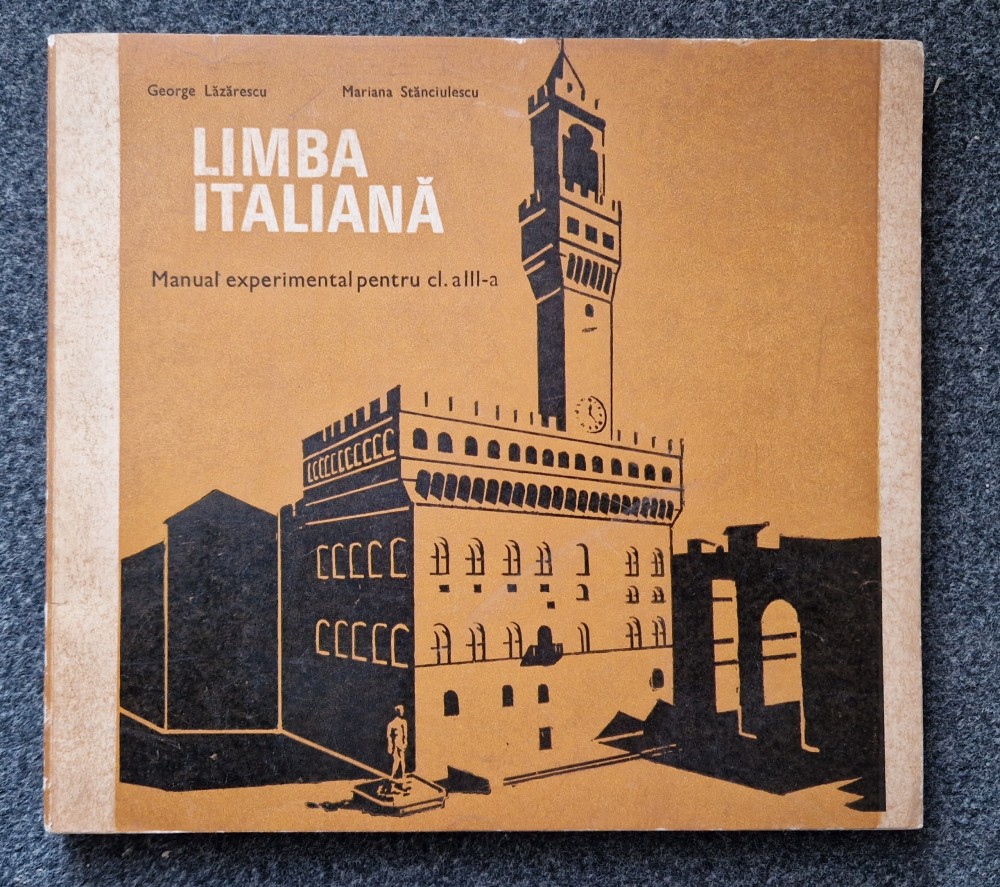 George Lăzărescu Mariana Stănciulescu
LIMBA
ITALIANĂ
Manual experimental pentru cl. a III-a